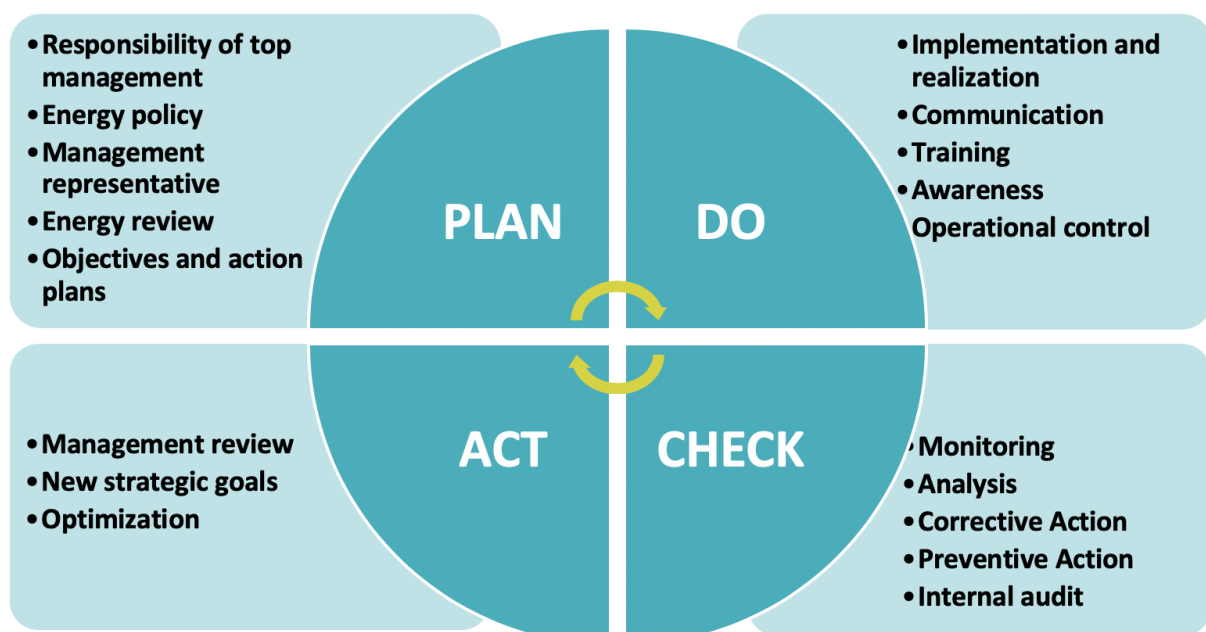 •Responsibility of top
management
•Energy policy
•Management
representative
•Energy review
•Objectives and action
plans
PLAN
•Implementation and
realization
•Communication
•Training
•Awareness
Operational control
DO
•Management review
•New strategic goals
•Optimization
ACT
•Monitoring
•Analysis
•Corrective Action
•Preventive Action
•Internal audit
CHECK